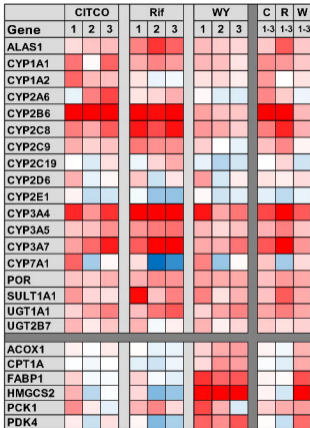 CITCO Rif WY C R W
Gene 1 2 3 1 2 3 1 2 3 1-3 1-3 1-3
ALAS1
CYP1A1
CYP1A2
CYP2A6
CYP2B6
CYP2C8
CYP2C9
CYP2C19
CYP2D6
CYP2E1
CYP3A4
CYP3A5
CYP3A7
CYP7A1
POR
SULT1A1
UGT1A1
UGT2B7
ACOX1
CPT1A
FABP1
HMGCS2
PCK1
PDK4